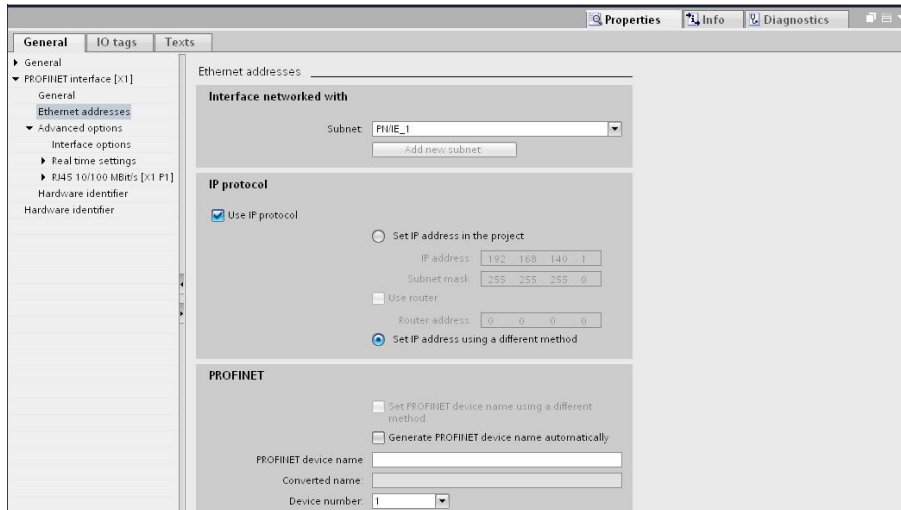 Properties
Info
Diagnostics
General
IO tags
Texts
General
PROFINET interface [X1]
General
Ethernet addresses
Advanced options
Interface options
Real time settings
RJ45 10/100 MBit/s [X1 P1]
Hardware identifier
Hardware identifier
Ethernet addresses
Interface networked with
Subnet: PN/IE_1
Add new subnet
IP protocol
Use IP protocol
Set IP address in the project
IP address: 192 . 168 . 140 . 1
Subnet mask: 255 . 255 . 255 . 0
Use router
Router address: 0 . 0 . 0 . 0
Set IP address using a different method
PROFINET
Set PROFINET device name using a different
method.
Generate PROFINET device name automatically
PROFINET device name
Converted name:
Device number: 1